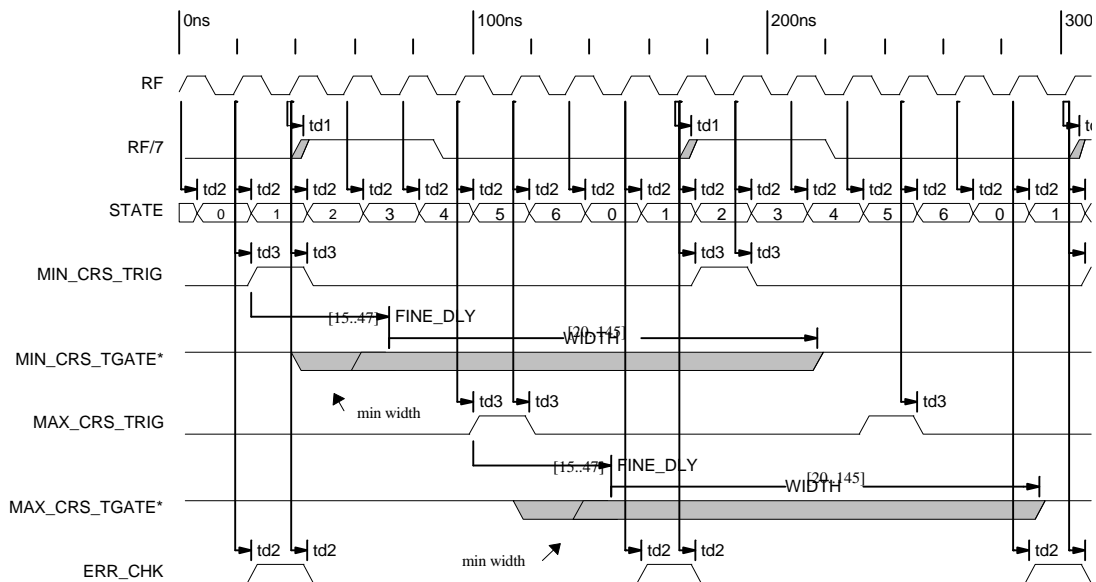 0ns 100ns 200ns 300
RF
td1 td1 td
RF/7
td2 td2 td2 td2 td2 td2 td2 td2 td2 td2 td2 td2 td2 td2 td2 td2
STATE 0 1 2 3 4 5 6 0 1 2 3 4 5 6 0 1
td3 td3 td3 td3
MIN_CRS_TRIG
[15..47] FINE_DLY [20..145] WIDTH
MIN_CRS_TGATE*
min width
td3 td3 td3
MAX_CRS_TRIG
[15..47] FINE_DLY [20..145] WIDTH
MAX_CRS_TGATE*
min width
td2 td2 td2 td2 td2
ERR_CHK